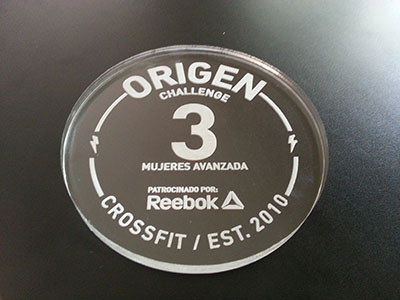 ORIGEN
CHALLENGE
3
MUJERES AVANZADA
PATROCINADO POR:
Reebok
CROSSFIT / EST. 2010